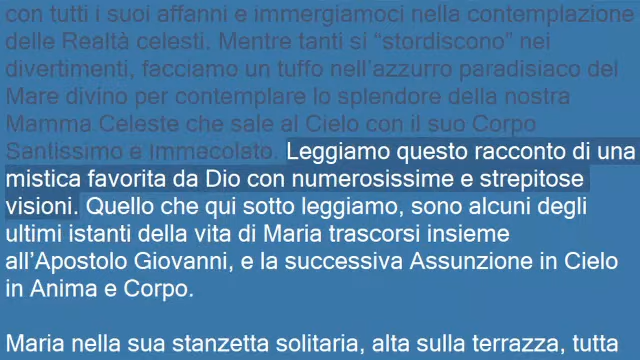 con tutti i suoi affanni e immergiamoci nella contemplazione
delle Realtà celesti. Mentre tanti si “stordiscono” nei
divertimenti, facciamo un tuffo nell’azzurro paradisiaco del
Mare divino per contemplare lo splendore della nostra
Mamma Celeste che sale al Cielo con il suo Corpo
Santissimo e Immacolato. Leggiamo questo racconto di una
mistica favorita da Dio con numerosissime e strepitose
visioni. Quello che qui sotto leggiamo, sono alcuni degli
ultimi istanti della vita di Maria trascorsi insieme
all’Apostolo Giovanni, e la successiva Assunzione in Cielo
in Anima e Corpo.
Maria nella sua stanzetta solitaria, alta sulla terrazza, tutta